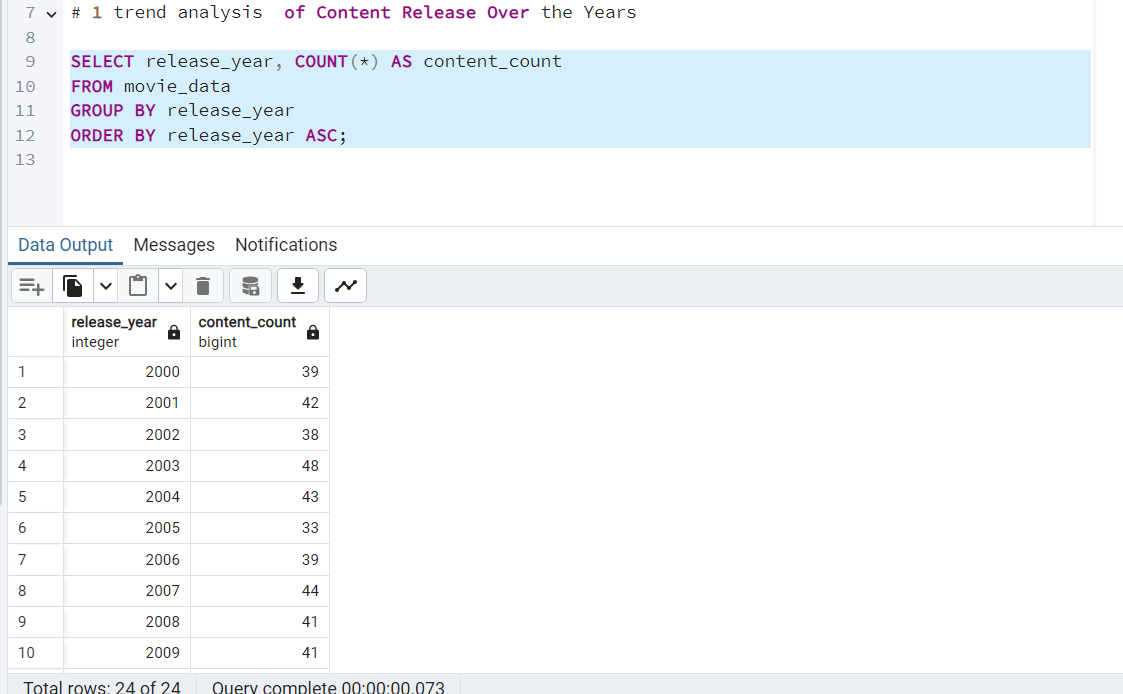 7 # 1 trend analysis  of Content Release Over the Years
8
9 SELECT release_year, COUNT(*) AS content_count
10 FROM movie_data
11 GROUP BY release_year
12 ORDER BY release_year ASC;
13
Data Output Messages Notifications
release_year content_count
integer bigint
1 2000 39
2 2001 42
3 2002 38
4 2003 48
5 2004 43
6 2005 33
7 2006 39
8 2007 44
9 2008 41
10 2009 41
Total rows: 24 of 24 Query complete 00:00:00.073